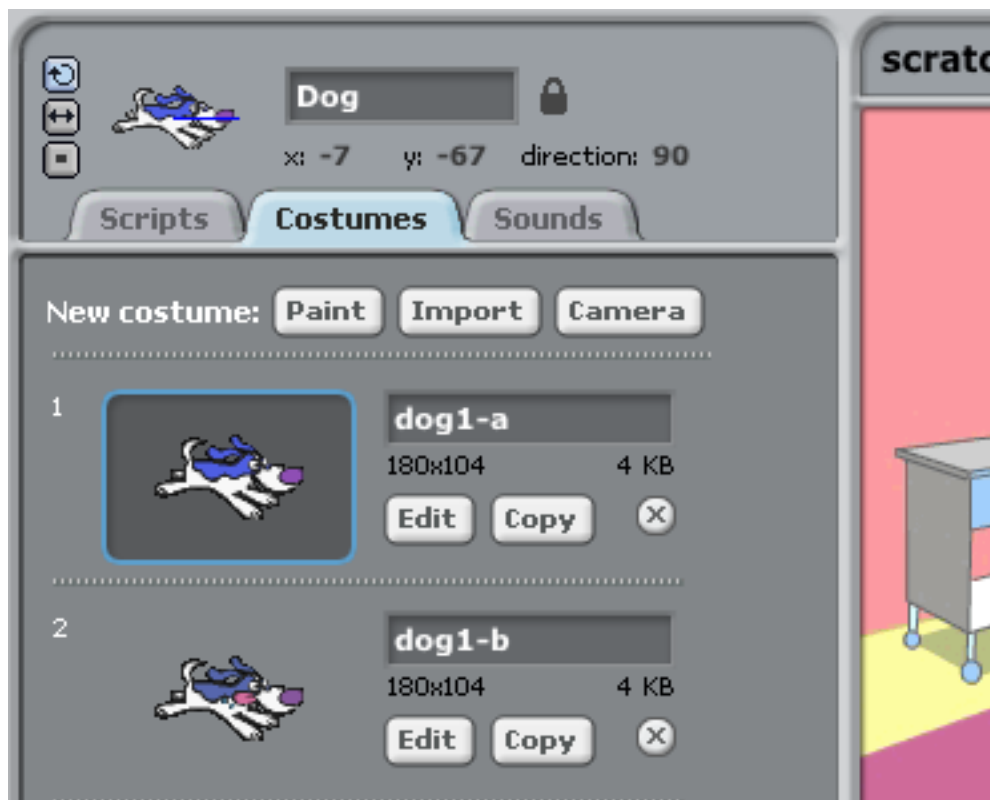 scratc
Dog
x: -7 y: -67 direction: 90
Scripts Costumes Sounds
New costume: Paint Import Camera
1
dog1-a
180x104 4 KB
Edit Copy
2
dog1-b
180x104 4 KB
Edit Copy